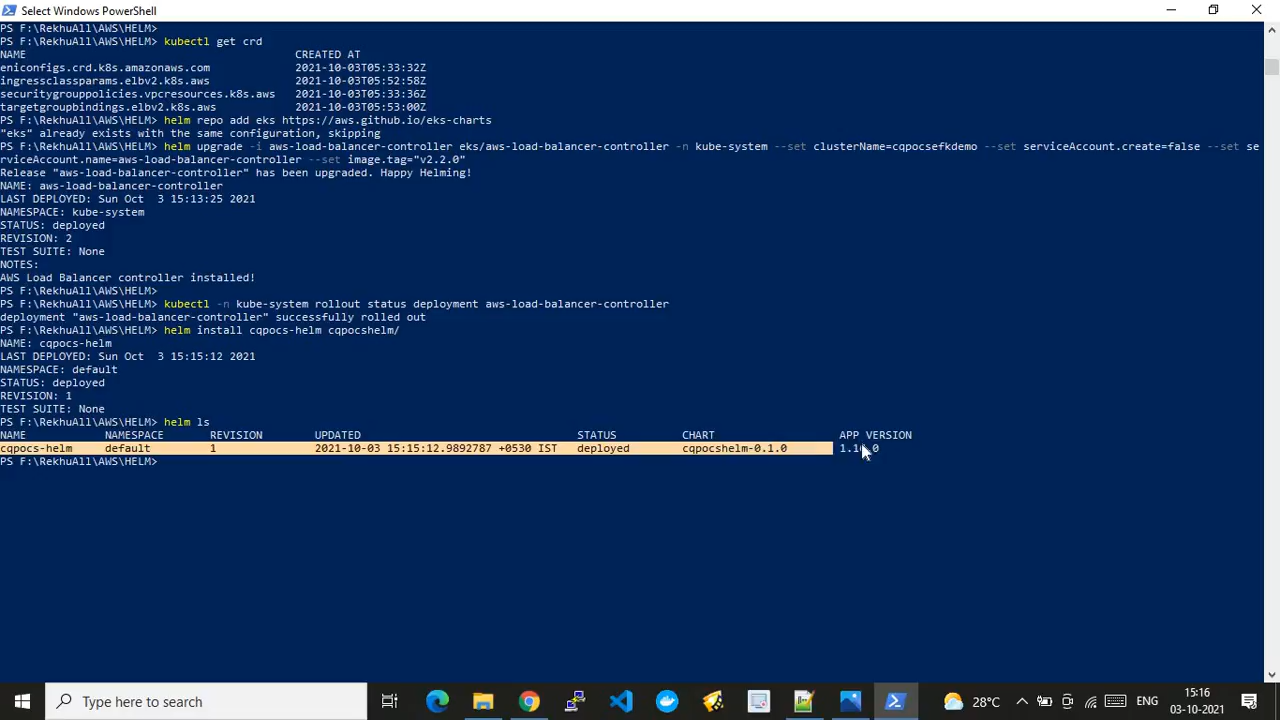 Select Windows PowerShell
PS F:\RekhuAll\AWS\HELM>
PS F:\RekhuAll\AWS\HELM> kubectl get crd
NAME CREATED AT
eniconfigs.crd.k8s.amazonaws.com 2021-10-03T05:33:32Z
ingressclassparams.elbv2.k8s.aws 2021-10-03T05:52:58Z
securitygrouppolicies.vpcresources.k8s.aws 2021-10-03T05:33:36Z
targetgroupbindings.elbv2.k8s.aws 2021-10-03T05:53:00Z
PS F:\RekhuAll\AWS\HELM> helm repo add eks https://aws.github.io/eks-charts
"eks" already exists with the same configuration, skipping
PS F:\RekhuAll\AWS\HELM> helm upgrade -i aws-load-balancer-controller eks/aws-load-balancer-controller -n kube-system --set clusterName=cqpocsefkdemo --set serviceAccount.create=false --set se
rviceAccount.name=aws-load-balancer-controller --set image.tag="v2.2.0"
Release "aws-load-balancer-controller" has been upgraded. Happy Helming!
NAME: aws-load-balancer-controller
LAST DEPLOYED: Sun Oct  3 15:13:25 2021
NAMESPACE: kube-system
STATUS: deployed
REVISION: 2
TEST SUITE: None
NOTES:
AWS Load Balancer controller installed!
PS F:\RekhuAll\AWS\HELM>
PS F:\RekhuAll\AWS\HELM> kubectl -n kube-system rollout status deployment aws-load-balancer-controller
deployment "aws-load-balancer-controller" successfully rolled out
PS F:\RekhuAll\AWS\HELM> helm install cqpocs-helm cqpocshelm/
NAME: cqpocs-helm
LAST DEPLOYED: Sun Oct  3 15:15:12 2021
NAMESPACE: default
STATUS: deployed
REVISION: 1
TEST SUITE: None
PS F:\RekhuAll\AWS\HELM> helm ls
NAME NAMESPACE REVISION UPDATED STATUS CHART APP VERSION
cqpocs-helm default 1 2021-10-03 15:15:12.9892787 +0530 IST deployed cqpocshelm-0.1.0
PS F:\RekhuAll\AWS\HELM>
Type here to search
28°C
ENG
15:16
03-10-2021